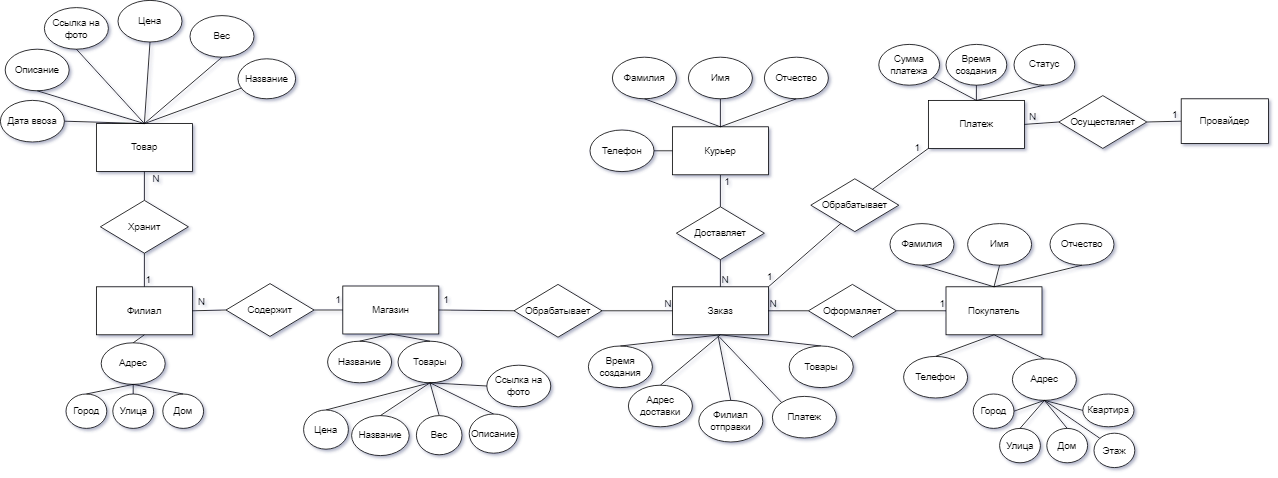 Ссылка на
фото
Цена
Вес
Описание
Название
Дата ввоза
Товар
N
Хранит
1
Филиал
N
Содержит
1
Магазин
1
Обрабатывает
N
Заказ
N
Оформаляет
1
Покупатель
Адрес
Город
Улица
Дом
Название
Товары
Ссылка на
фото
Цена
Название
Вес
Описание
Фамилия
Имя
Отчество
Телефон
Курьер
1
Доставляет
N
Время
создания
Адрес
доставки
Филиал
отправки
Платеж
Товары
1
Обрабатывает
1
Сумма
платежа
Время
создания
Статус
Платеж
N
Осуществляет
1
Провайдер
Фамилия
Имя
Отчество
Телефон
Адрес
Город
Улица
Дом
Этаж
Квартира